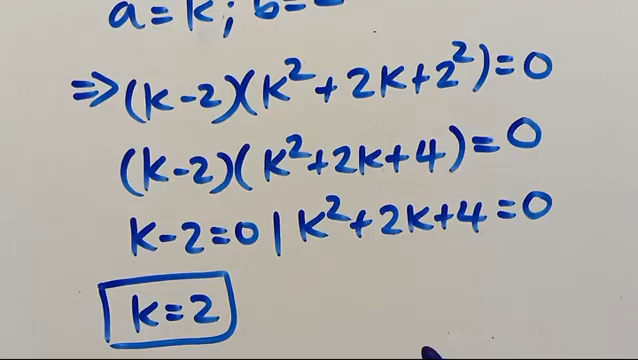 a=k; b=
⇒(k-2)(k²+2k+2²)=0
(k-2)(k²+2k+4)=0
k-2=0 | k²+2k+4=0
k=2